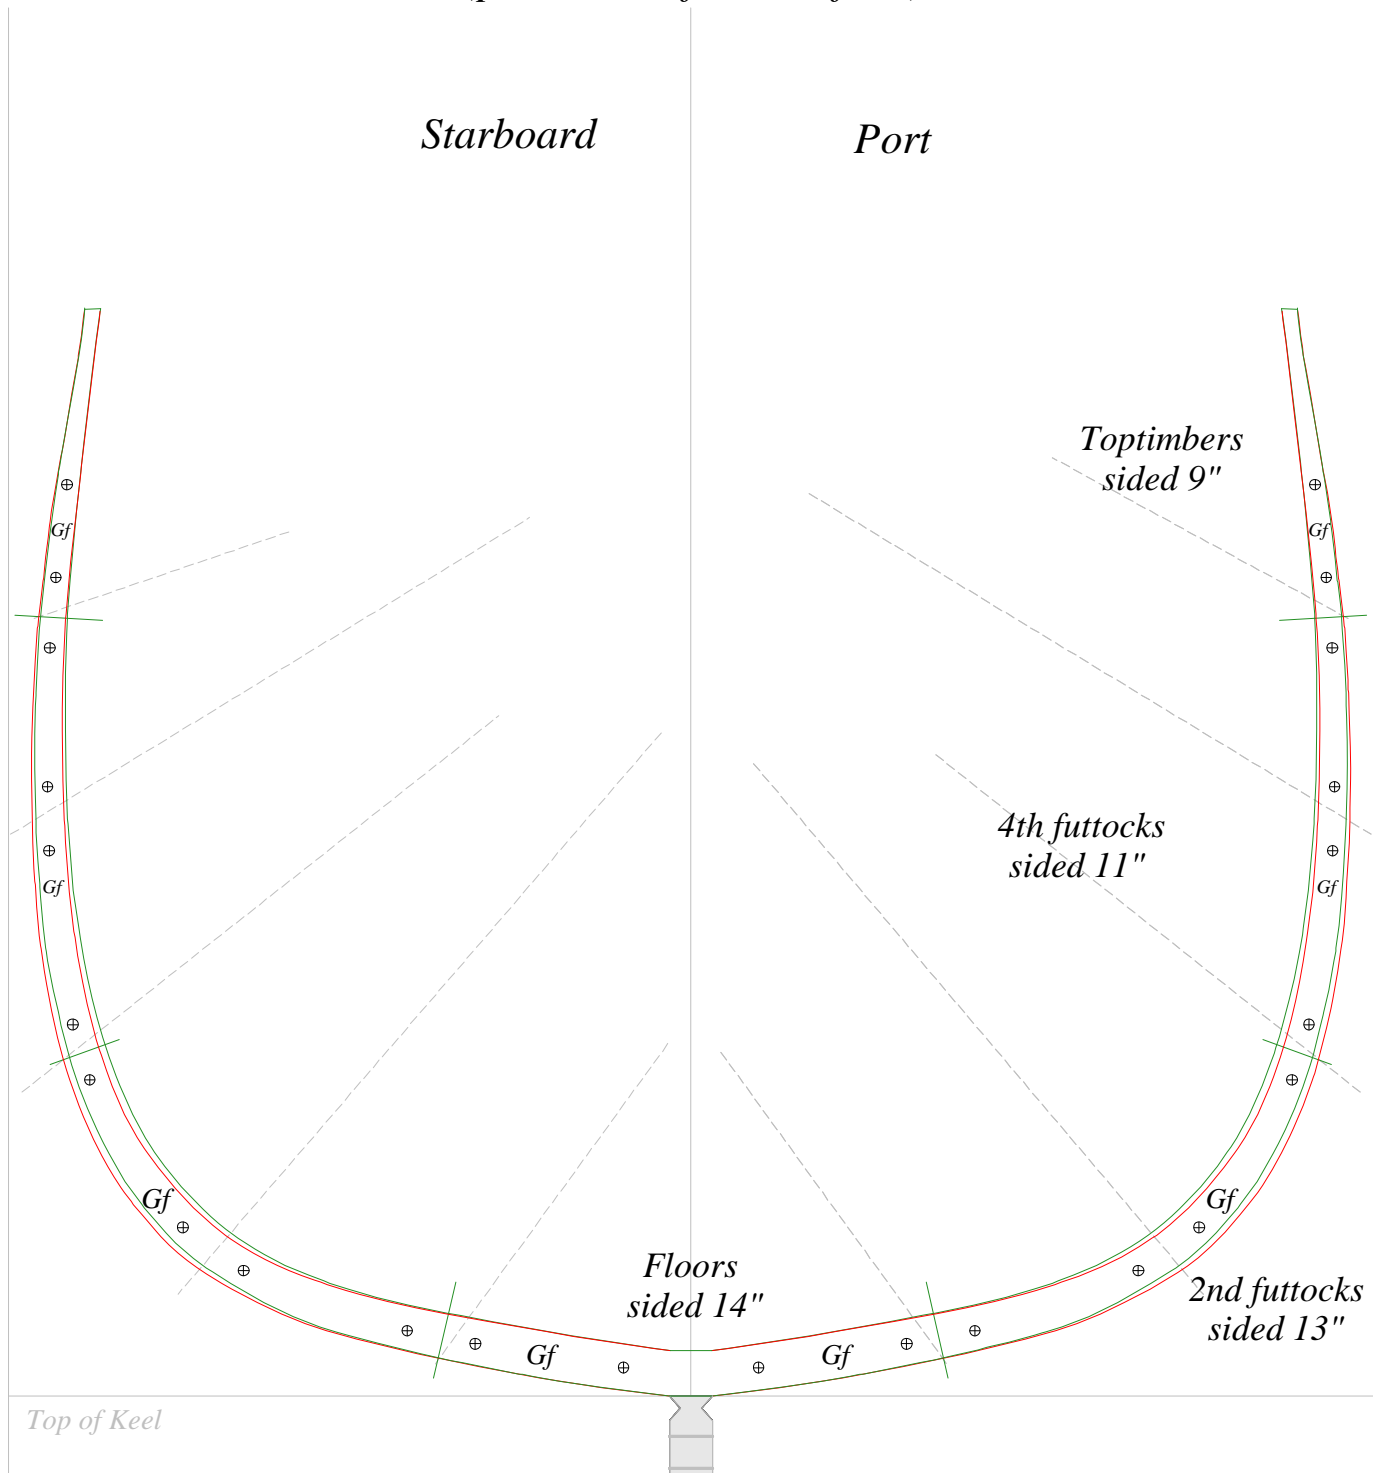 Starboard
Port
Toptimbers
sided 9"
Gf
Gf
4th futtocks
sided 11"
Gf
Gf
Gf
Gf
Floors
sided 14"
2nd futtocks
sided 13"
Gf
Gf
Top of Keel